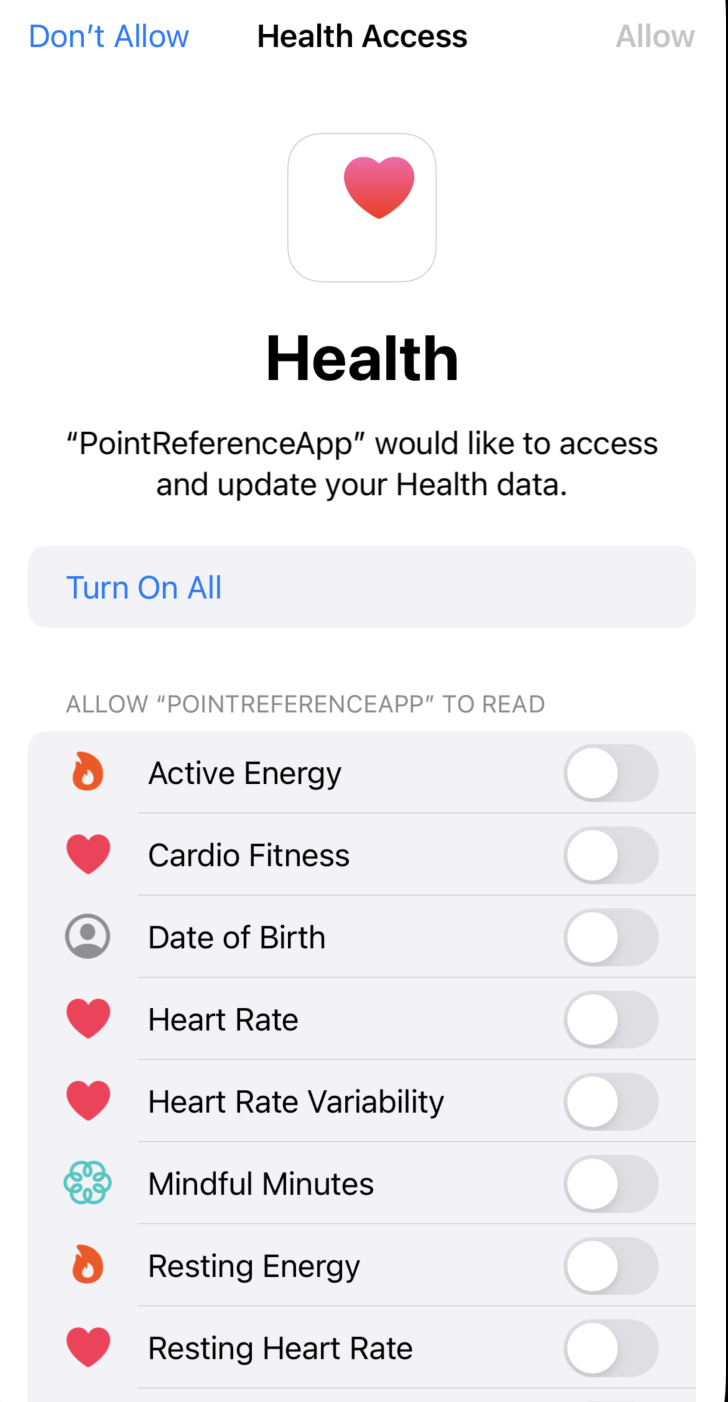 Don’t Allow Health Access Allow
Health
“PointReferenceApp” would like to access
and update your Health data.
Turn On All
ALLOW “POINTREFERENCEAPP” TO READ
Active Energy
Cardio Fitness
Date of Birth
Heart Rate
Heart Rate Variability
Mindful Minutes
Resting Energy
Resting Heart Rate